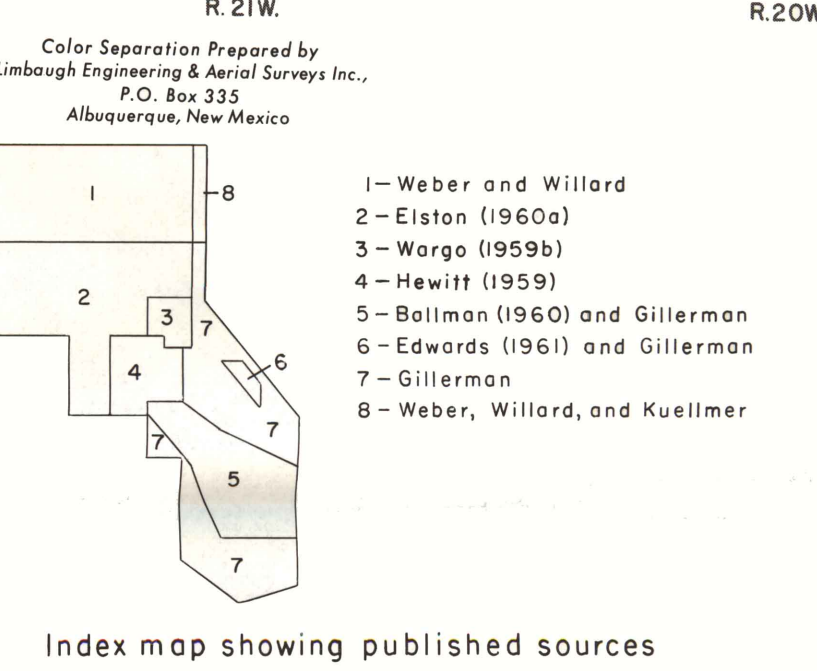 R. 21W.
R.20W
Color Separation Prepared by
Limbaugh Engineering & Aerial Surveys Inc.,
P.O. Box 335
Albuquerque, New Mexico
1
8
2
3
7
4
6
7
7
5
7
1— Weber and Willard
2 — Elston (1960a)
3 — Wargo (1959b)
4 — Hewitt (1959)
5 — Ballman (1960) and Gillerman
6 — Edwards (1961) and Gillerman
7 — Gillerman
8 — Weber, Willard, and Kuellmer
Index map showing published sources